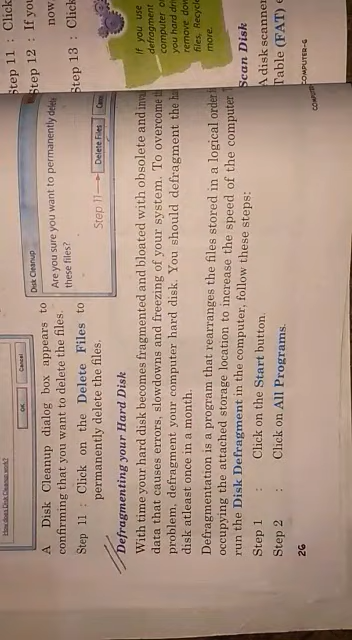 How does Disk Cleanup work?
OK
Cancel
A Disk Cleanup dialog box appears to
confirming that you want to delete the files.
Step 11 : Click on the Delete Files to
permanently delete the files.
Disk Cleanup
Are you sure you want to permanently delete
these files?
Step 11
Delete Files
Defragmenting your Hard Disk
With time your hard disk becomes fragmented and bloated with obsolete and
data that causes errors, slowdowns and freezing of your system. To overcome
problem, defragment your computer hard disk. You should defragment the
disk atleast once in a month.
Defragmentation is a program that rearranges the files stored in a logical order
occupying the attached storage location to increase the speed of the computer
run the Disk Defragment in the computer, follow these steps:
Step 1 : Click on the Start button.
Step 2 : Click on All Programs.
26
Step 11 : Click
Step 12 : If you
now,
Step 13 : Click
If you use
defragment
computer
you hard
remove
files, Recycle
more.
Scan Disk
A disk scanner
Table (FAT)
COMPUTER-6